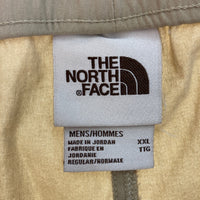 THE
NORTH
FACE
MENS/HOMMES
MADE IN JORDAN XXL
FABRIQUE EN TTG
JORDANIE
REGULAR/NORMALE